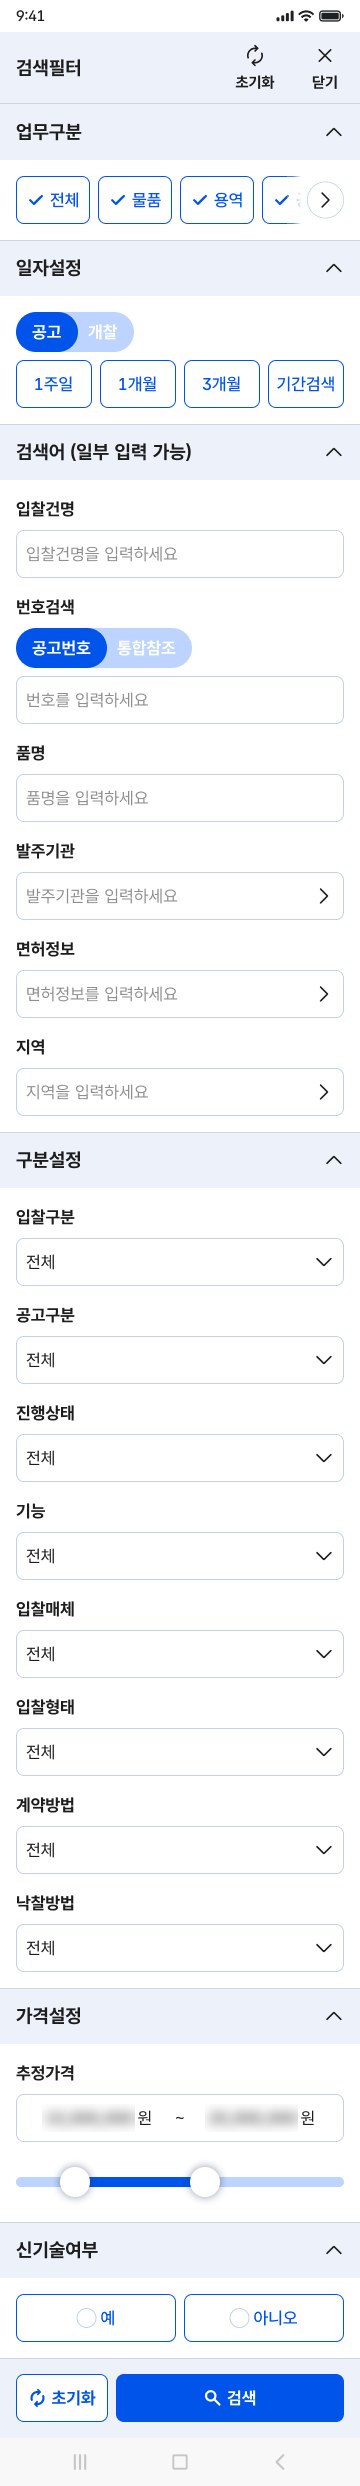 9:41
검색필터
초기화 닫기
업무구분
전체 물품 용역
일자설정
공고 개찰
1주일 1개월 3개월 기간검색
검색어 (일부 입력 가능)
입찰건명
입찰건명을 입력하세요
번호검색
공고번호 통합참조
번호를 입력하세요
품명
품명을 입력하세요
발주기관
발주기관을 입력하세요
면허정보
면허정보를 입력하세요
지역
지역을 입력하세요
구분설정
입찰구분
전체
공고구분
전체
진행상태
전체
기능
전체
입찰매체
전체
입찰형태
전체
계약방법
전체
낙찰방법
전체
가격설정
추정가격
원 ~ 원
신기술여부
예 아니오
초기화 검색